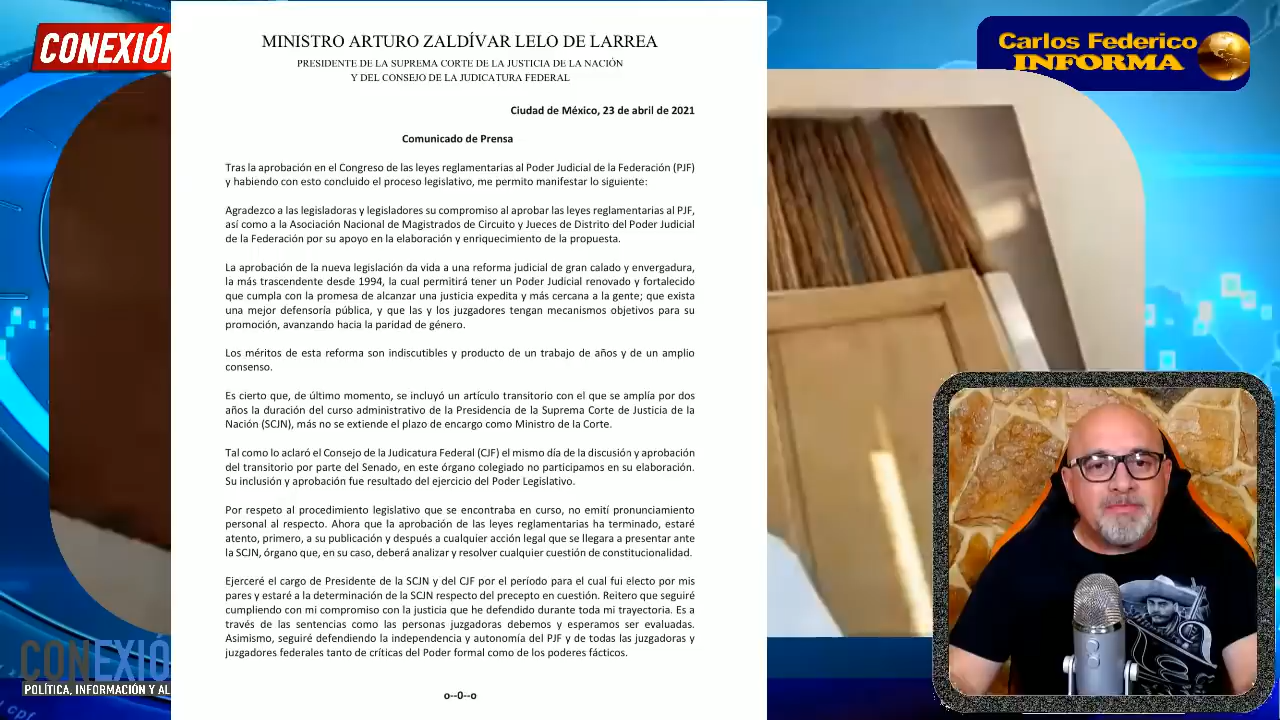 CONEXIÓN
Carlos Federico
INFORMA
MINISTRO ARTURO ZALDÍVAR LELO DE LARREA
PRESIDENTE DE LA SUPREMA CORTE DE LA JUSTICIA DE LA NACIÓN
Y DEL CONSEJO DE LA JUDICATURA FEDERAL
Ciudad de México, 23 de abril de 2021
Comunicado de Prensa
Tras la aprobación en el Congreso de las leyes reglamentarias al Poder Judicial de la Federación (PJF)
y habiendo con esto concluido el proceso legislativo, me permito manifestar lo siguiente:
Agradezco a las legisladoras y legisladores su compromiso al aprobar las leyes reglamentarias al PJF,
así como a la Asociación Nacional de Magistrados de Circuito y Jueces de Distrito del Poder Judicial
de la Federación por su apoyo en la elaboración y enriquecimiento de la propuesta.
La aprobación de la nueva legislación da vida a una reforma judicial de gran calado y envergadura,
la más trascendente desde 1994, la cual permitirá tener un Poder Judicial renovado y fortalecido
que cumpla con la promesa de alcanzar una justicia expedita y más cercana a la gente; que exista
una mejor defensoría pública, y que las y los juzgadores tengan mecanismos objetivos para su
promoción, avanzando hacia la paridad de género.
Los méritos de esta reforma son indiscutibles y producto de un trabajo de años y de un amplio
consenso.
Es cierto que, de último momento, se incluyó un artículo transitorio con el que se amplía por dos
años la duración del curso administrativo de la Presidencia de la Suprema Corte de Justicia de la
Nación (SCJN), más no se extiende el plazo de encargo como Ministro de la Corte.
Tal como lo aclaró el Consejo de la Judicatura Federal (CJF) el mismo día de la discusión y aprobación
del transitorio por parte del Senado, en este órgano colegiado no participamos en su elaboración.
Su inclusión y aprobación fue resultado del ejercicio del Poder Legislativo.
Por respeto al procedimiento legislativo que se encontraba en curso, no emití pronunciamiento
personal al respecto. Ahora que la aprobación de las leyes reglamentarias ha terminado, estaré
atento, primero, a su publicación y después a cualquier acción legal que se llegara a presentar ante
la SCJN, órgano que, en su caso, deberá analizar y resolver cualquier cuestión de constitucionalidad.
Ejerceré el cargo de Presidente de la SCJN y del CJF por el período para el cual fui electo por mis
pares y estaré a la determinación de la SCJN respecto del precepto en cuestión. Reitero que seguiré
cumpliendo con mi compromiso con la justicia que he defendido durante toda mi trayectoria. Es a
través de las sentencias como las personas juzgadoras debemos y esperamos ser evaluadas.
Asimismo, seguiré defendiendo la independencia y autonomía del PJF y de todas las juzgadoras y
juzgadores federales tanto de críticas del Poder formal como de los poderes fácticos.
o--0--o
CONEXIÓ
POLÍTICA, INFORMACIÓN Y AL